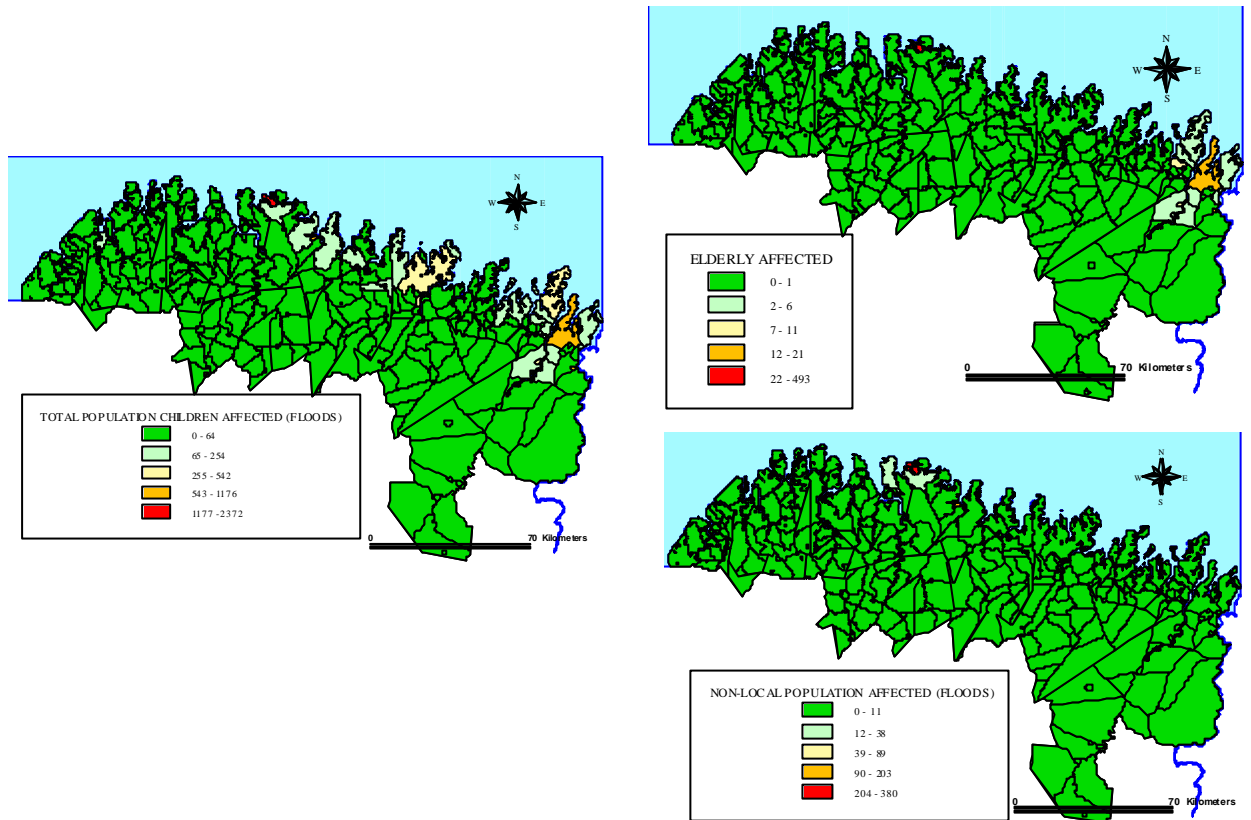 N
W E
S
TOTAL POPULATION CHILDREN AFFECTED (FLOODS)
0 - 64
65 - 254
255 - 542
543 - 1176
1177 - 2372
0 70 Kilometers
N
W E
S
ELDERLY AFFECTED
0 - 1
2 - 6
7 - 11
12 - 21
22 - 493
0 70 Kilometers
N
W E
S
NON-LOCAL POPULATION AFFECTED (FLOODS)
0 - 11
12 - 38
39 - 89
90 - 203
204 - 380
0 70 Kilometers